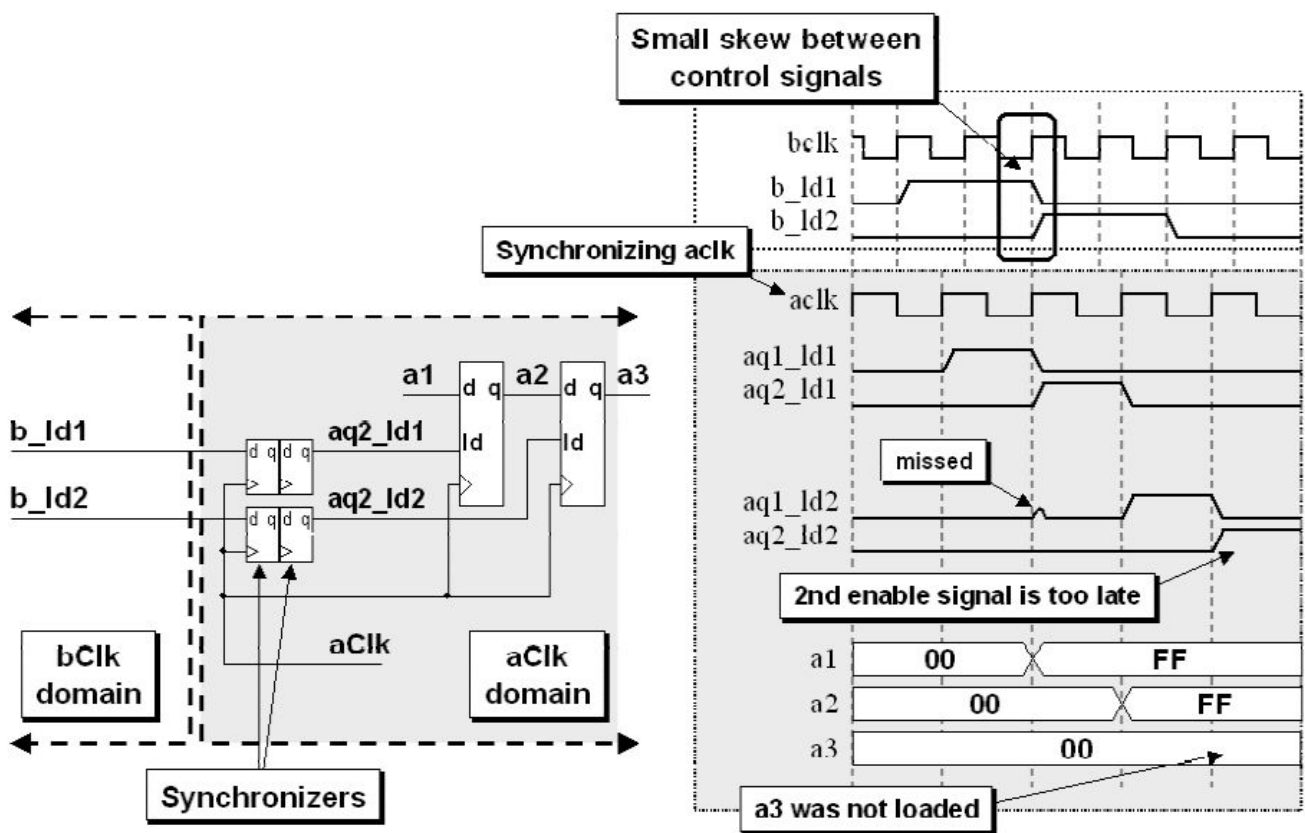 Small skew between
control signals
bclk
b_ld1
b_ld2
Synchronizing aclk
aclk
aq1_ld1
aq2_ld1
missed
aq1_ld2
aq2_ld2
2nd enable signal is too late
a1 00 FF
a2 00 FF
a3 00
a3 was not loaded
a1 a2 a3
d q d q
ld ld
b_ld1 d q d q aq2_ld1
b_ld2 d q d q aq2_ld2
aClk
bClk
domain
aClk
domain
Synchronizers